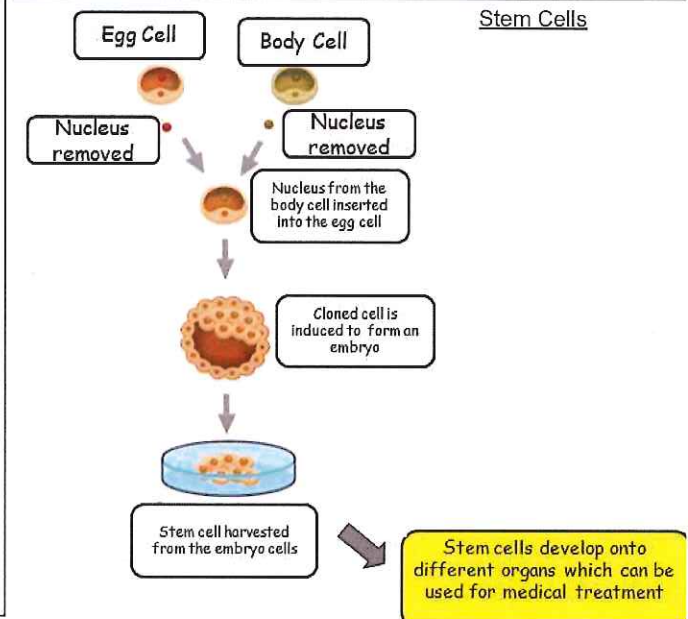 Stem Cells
Egg Cell
Body Cell
Nucleus
removed
Nucleus
removed
Nucleus from the
body cell inserted
into the egg cell
Cloned cell is
induced to form an
embryo
Stem cell harvested
from the embryo cells
Stem cells develop onto
different organs which can be
used for medical treatment